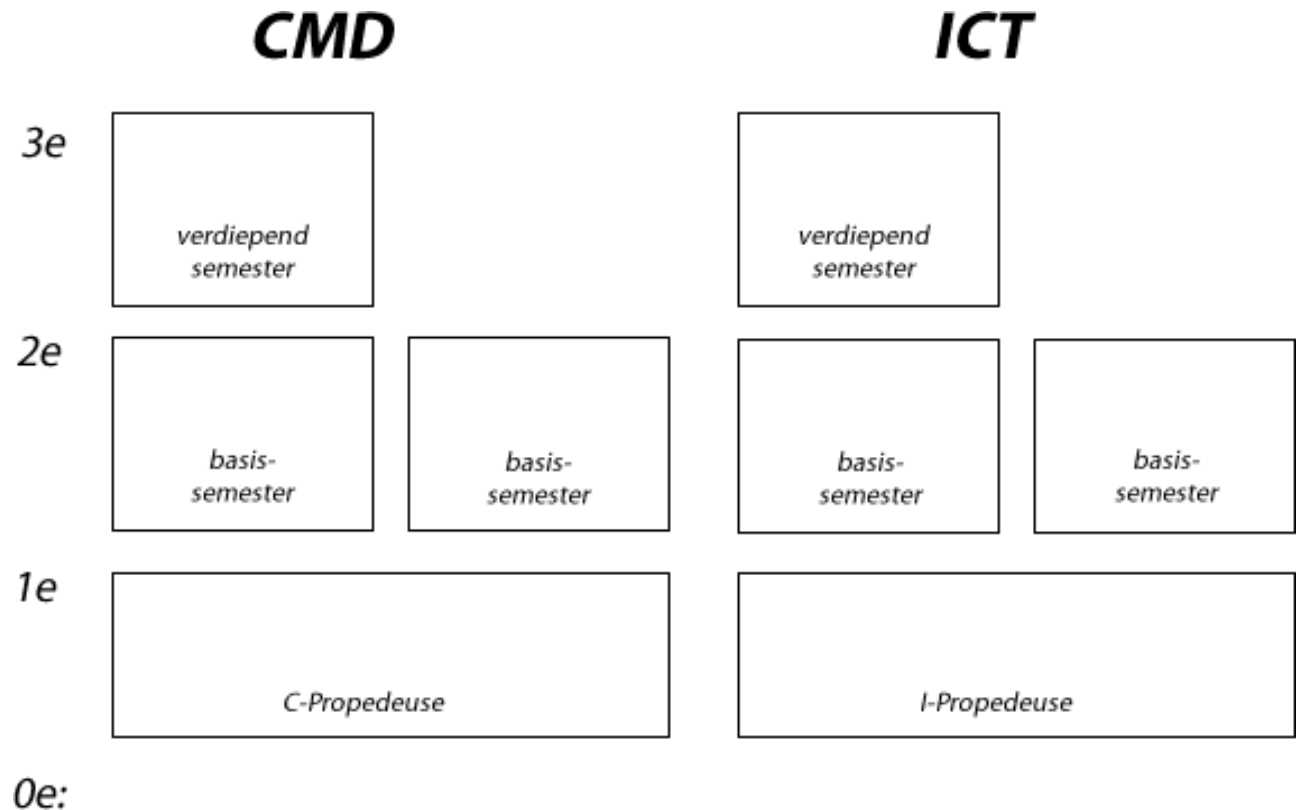 CMD
ICT
3e
verdiepend
semester
verdiepend
semester
2e
basis-
semester
basis-
semester
basis-
semester
basis-
semester
1e
C-Propedeuse
I-Propedeuse
0e: